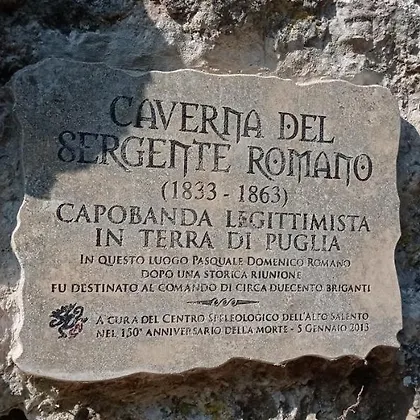 CAVERNA DEL
SERGENTE ROMANO
(1833 - 1863)
CAPOBANDA LEGITTIMISTA
IN TERRA DI PUGLIA
IN QUESTO LUOGO PASQUALE DOMENICO ROMANO
DOPO UNA STORICA RIUNIONE
FU DESTINATO AL COMANDO DI CIRCA DUECENTO BRIGANTI
A CURA DEL CENTRO SPELEOLOGICO DELL'ALTO SALENTO
NEL 150° ANNIVERSARIO DELLA MORTE - 5 GENNAIO 2013